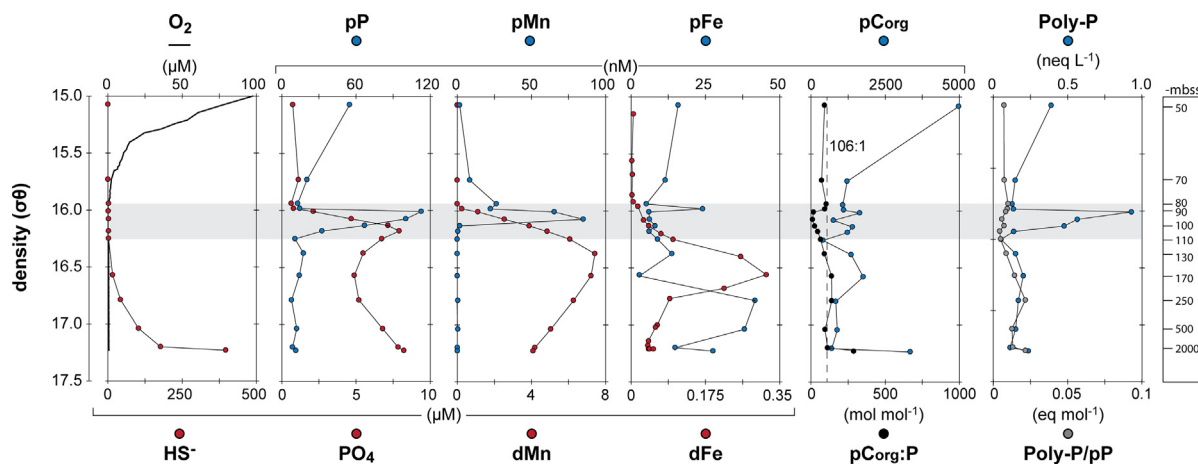 O2 pP pMn pFe pCorg Poly-P
(μM) (nM) (neq L-1)
0 50 100 0 60 120 0 50 100 0 25 50 0 2500 5000 0 0.5 1.0
-mbss
15.0
50
106:1
15.5
70
80
16.0
90
100
110
130
16.5
170
250
17.0
500
2000
17.5
density (σθ)
0 250 500 0 5 10 0 4 8 0 0.175 0.35 0 500 1000 0 0.05 0.1
(μM) (mol mol-1) (eq mol-1)
HS- PO4 dMn dFe pCorg:P Poly-P/pP